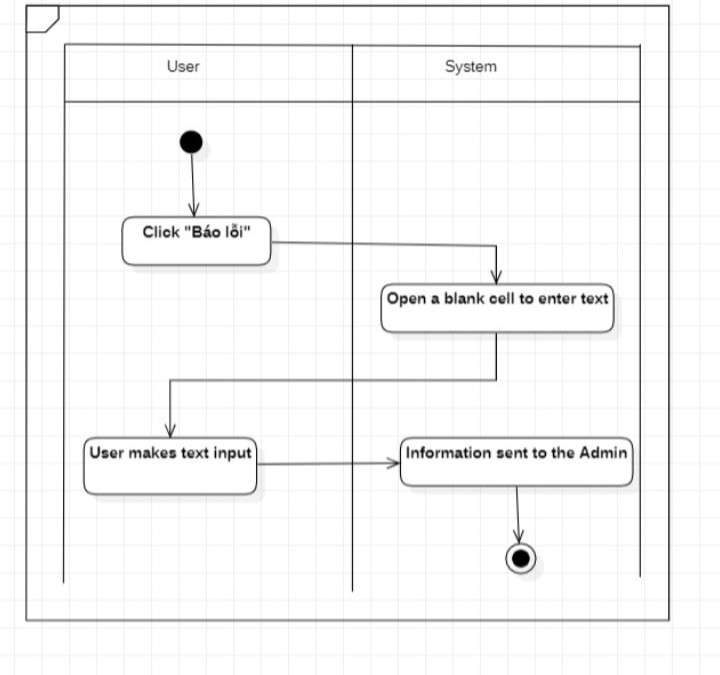 User
System
Click "Báo lỗi"
Open a blank cell to enter text
User makes text input
Information sent to the Admin